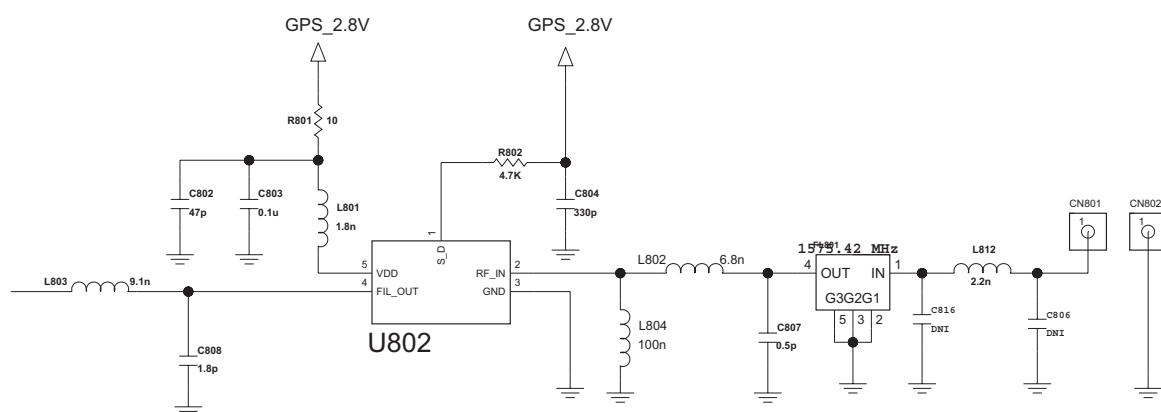 GPS_2.8V
GPS_2.8V
R801
10
R802
4.7K
C802
47p
C803
0.1u
L801
1.8n
C804
330p
CN801
1
CN802
1
1
S_D
5
VDD
4
FIL_OUT
RF_IN
2
GND
3
U802
L803
9.1n
C808
1.8p
L802
6.8n
L804
100n
C807
0.5p
1575.42 MHz
4
OUT
IN
1
G3G2G1
5
3
2
L812
2.2n
C816
DNI
C806
DNI